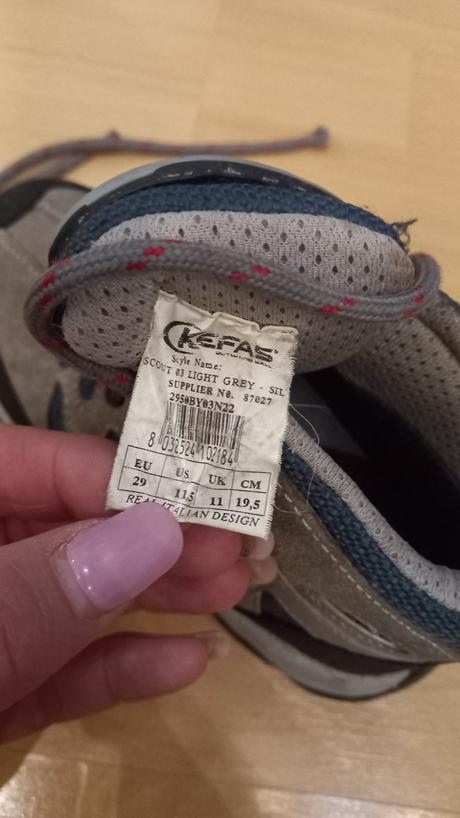 KEFAS
Style Name:
SCOUT 03 LIGHT GREY - SIL
SUPPLIER NO. 87027
2950BY03N22
8 032524 102184
EU US UK CM
29 11,5 11 19,5
REAL ITALIAN DESIGN